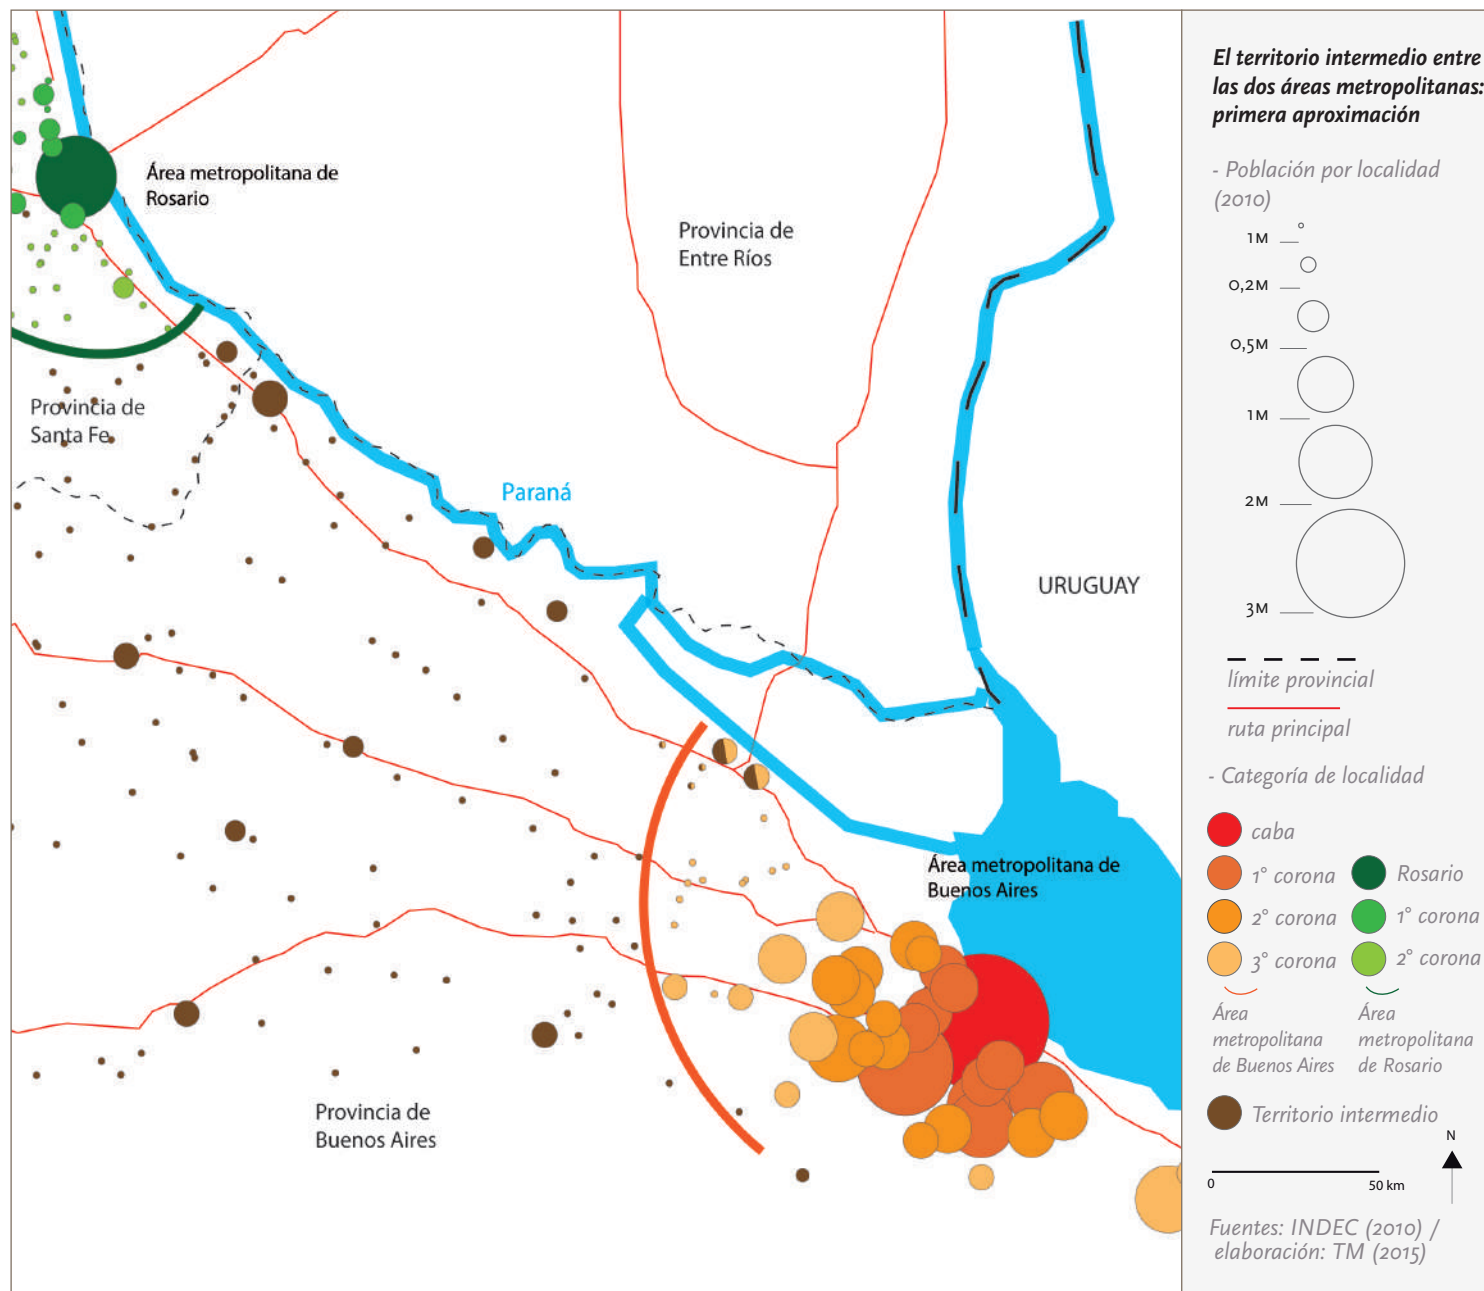 Área metropolitana de
Rosario
Provincia de
Entre Ríos
Provincia de
Santa Fe
Paraná
URUGUAY
Área metropolitana de
Buenos Aires
Provincia de
Buenos Aires
El territorio intermedio entre
las dos áreas metropolitanas:
primera aproximación
- Población por localidad
(2010)
1M
0,2M
0,5M
1M
2M
3M
límite provincial
ruta principal
- Categoría de localidad
caba
1° corona
Rosario
2° corona
1° corona
3° corona
2° corona
Área
metropolitana
de Buenos Aires
Área
metropolitana
de Rosario
Territorio intermedio
N
0
50 km
Fuentes: INDEC (2010) /
elaboración: TM (2015)